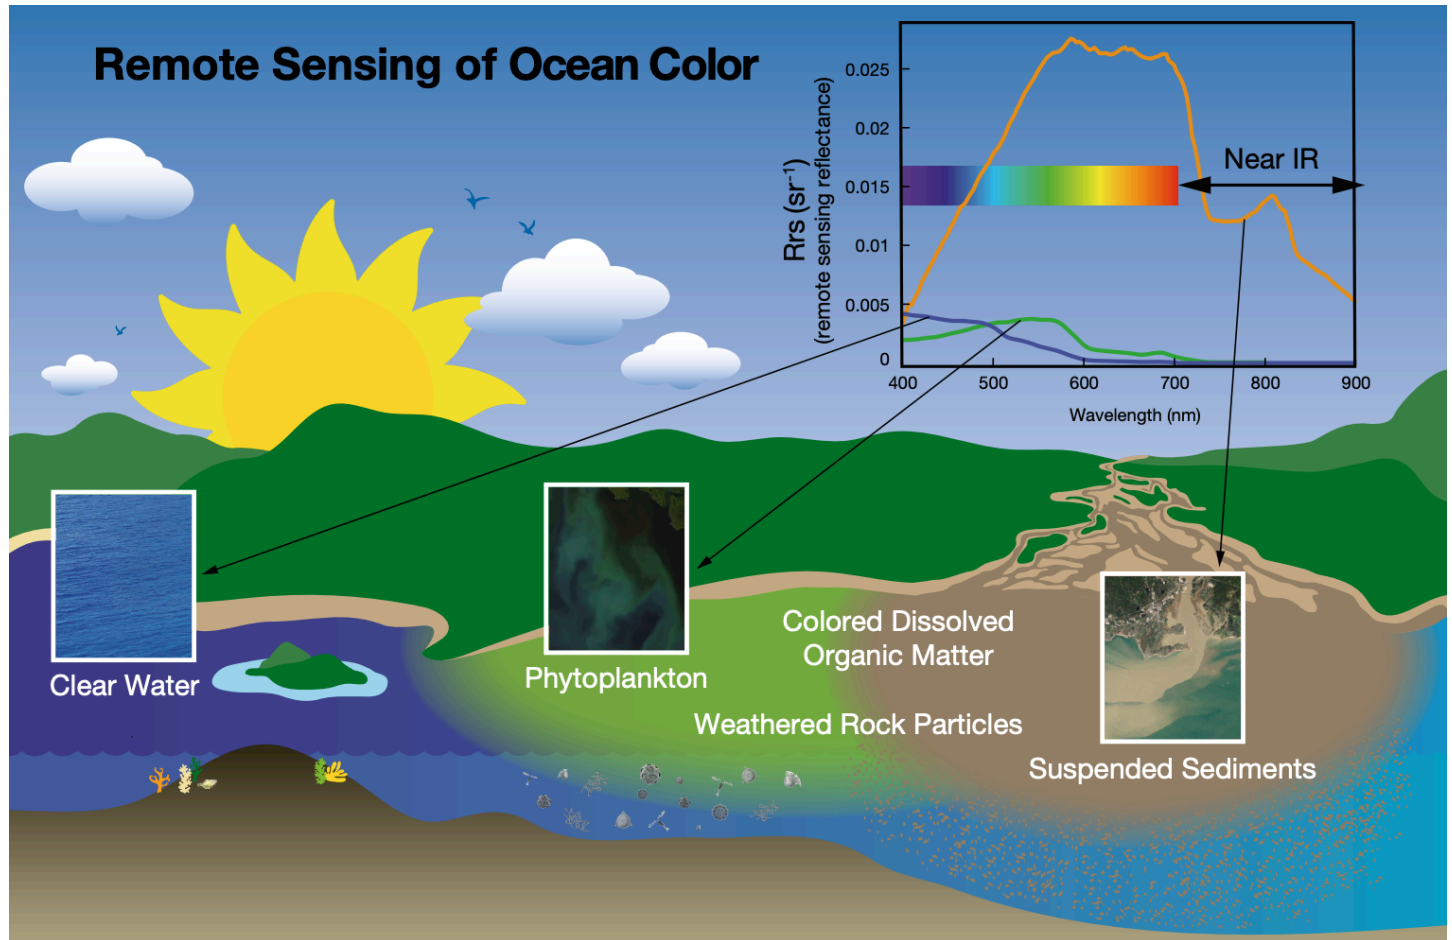 Remote Sensing of Ocean Color
Rrs (sr⁻¹)
(remote sensing reflectance)
0.025
0.02
0.015
0.01
0.005
0
Near IR
400 500 600 700 800 900
Wavelength (nm)
Clear Water
Phytoplankton
Colored Dissolved
Organic Matter
Weathered Rock Particles
Suspended Sediments